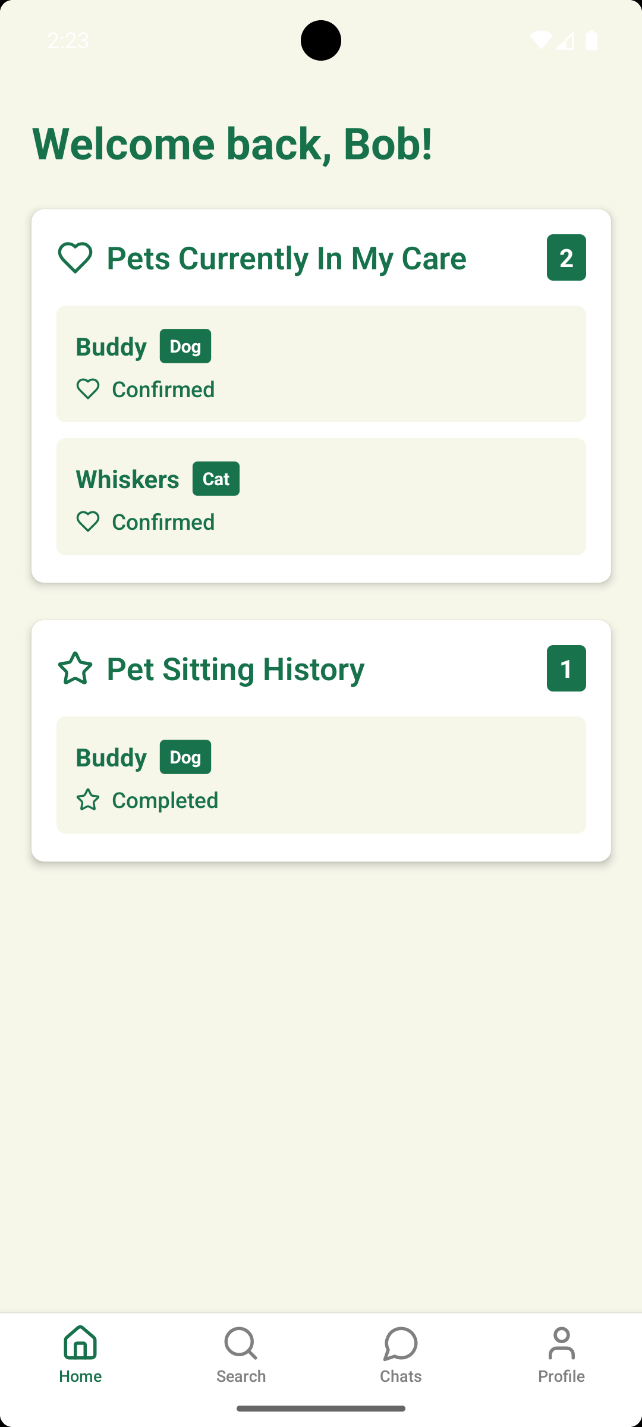 2:23
Welcome back, Bob!
Pets Currently In My Care 2
Buddy Dog
Confirmed
Whiskers Cat
Confirmed
Pet Sitting History 1
Buddy Dog
Completed
Home Search Chats Profile